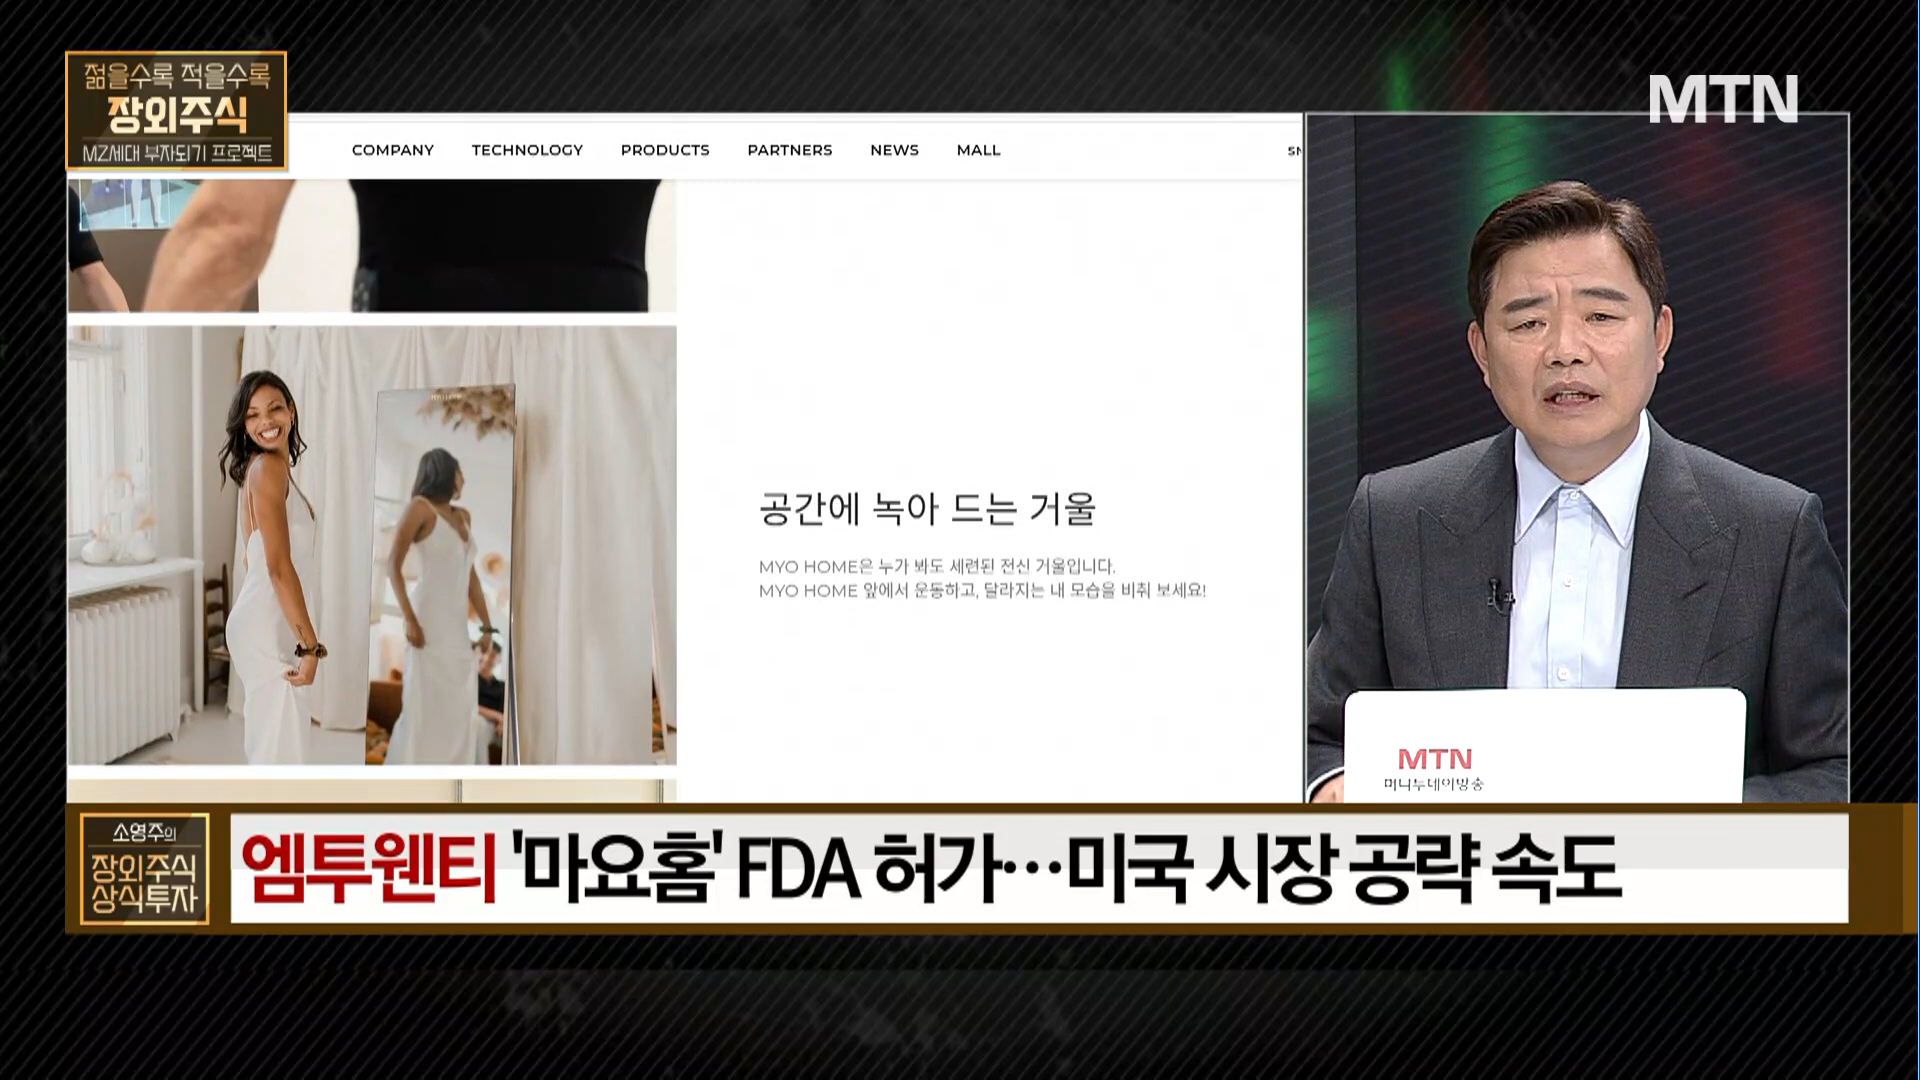 젊을수록 적을수록
장외주식
MZ세대 부자되기 프로젝트
MTN
COMPANY TECHNOLOGY PRODUCTS PARTNERS NEWS MALL
공간에 녹아 드는 거울
MYO HOME은 누가 봐도 세련된 전신 거울입니다.
MYO HOME 앞에서 운동하고, 달라지는 내 모습을 비춰 보세요!
MTN
머니투데이방송
소영주의
장외주식
상식투자
엠투웬티 '마요홈' FDA 허가…미국 시장 공략 속도